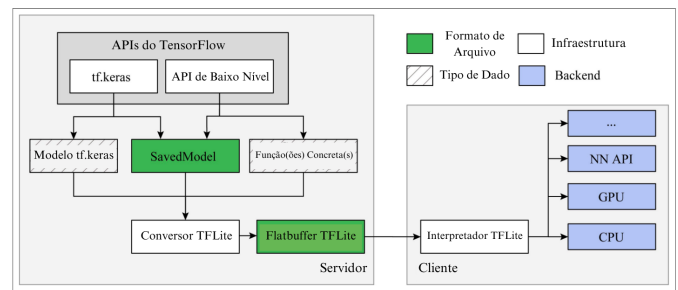 APIs do TensorFlow
tf.keras
API de Baixo Nível
Modelo tf.keras
SavedModel
Função(ões) Concreta(s)
Conversor TFLite
Flatbuffer TFLite
Servidor
Formato de
Arquivo
Infraestrutura
Tipo de Dado
Backend
Interpretador TFLite
...
NN API
GPU
CPU
Cliente